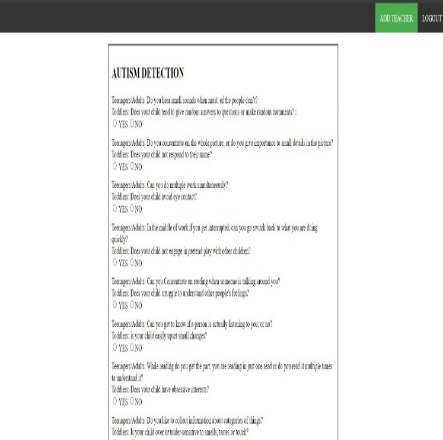 ADD TEACHER
LOGOUT
AUTISM DETECTION
Teenagers/Adults: Do you hear small sounds when most of the people don't?
Toddlers: Does your child tend to give random answers to questions or make random comments? :
YES NO
Teenagers/Adults: Do you concentrate on the whole picture, or do you give importance to small details in the picture?
Toddlers: Does your child not respond to their name?
YES NO
Teenagers/Adults: Can you do multiple work simultaneously?
Toddlers: Does your child avoid eye contact?
YES NO
Teenagers/Adults: In the middle of work if you get interrupted, can you go switch back to what you are doing
quickly?
Toddlers: Does your child not engage in pretend play with other children?
YES NO
Teenagers/Adults: Can you Concentrate on reading when someone is talking around you?
Toddlers: Does your child struggle to understand other people's feelings?
YES NO
Teenagers/Adults: Can you get to know if a person is actually listening to you, or no?
Toddlers: is your child easily upset small changes?
YES NO
Teenagers/Adults: While reading do you get the part, you are reading in just one read or do you read it multiple times
to understand it?
Toddlers: Does your child have obsessive interests?
YES NO
Teenagers/Adults: Do you like to collect information about categories of things?
Toddlers: Is your child over or under-sensitive to smells, tastes or touch?